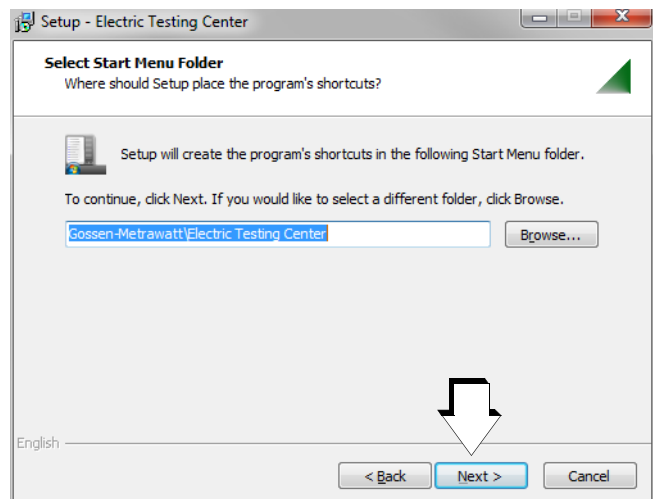 Setup - Electric Testing Center
Select Start Menu Folder
Where should Setup place the program's shortcuts?
Setup will create the program's shortcuts in the following Start Menu folder.
To continue, click Next. If you would like to select a different folder, click Browse.
Gossen-Metrawatt\Electric Testing Center
Browse...
English
< Back
Next >
Cancel